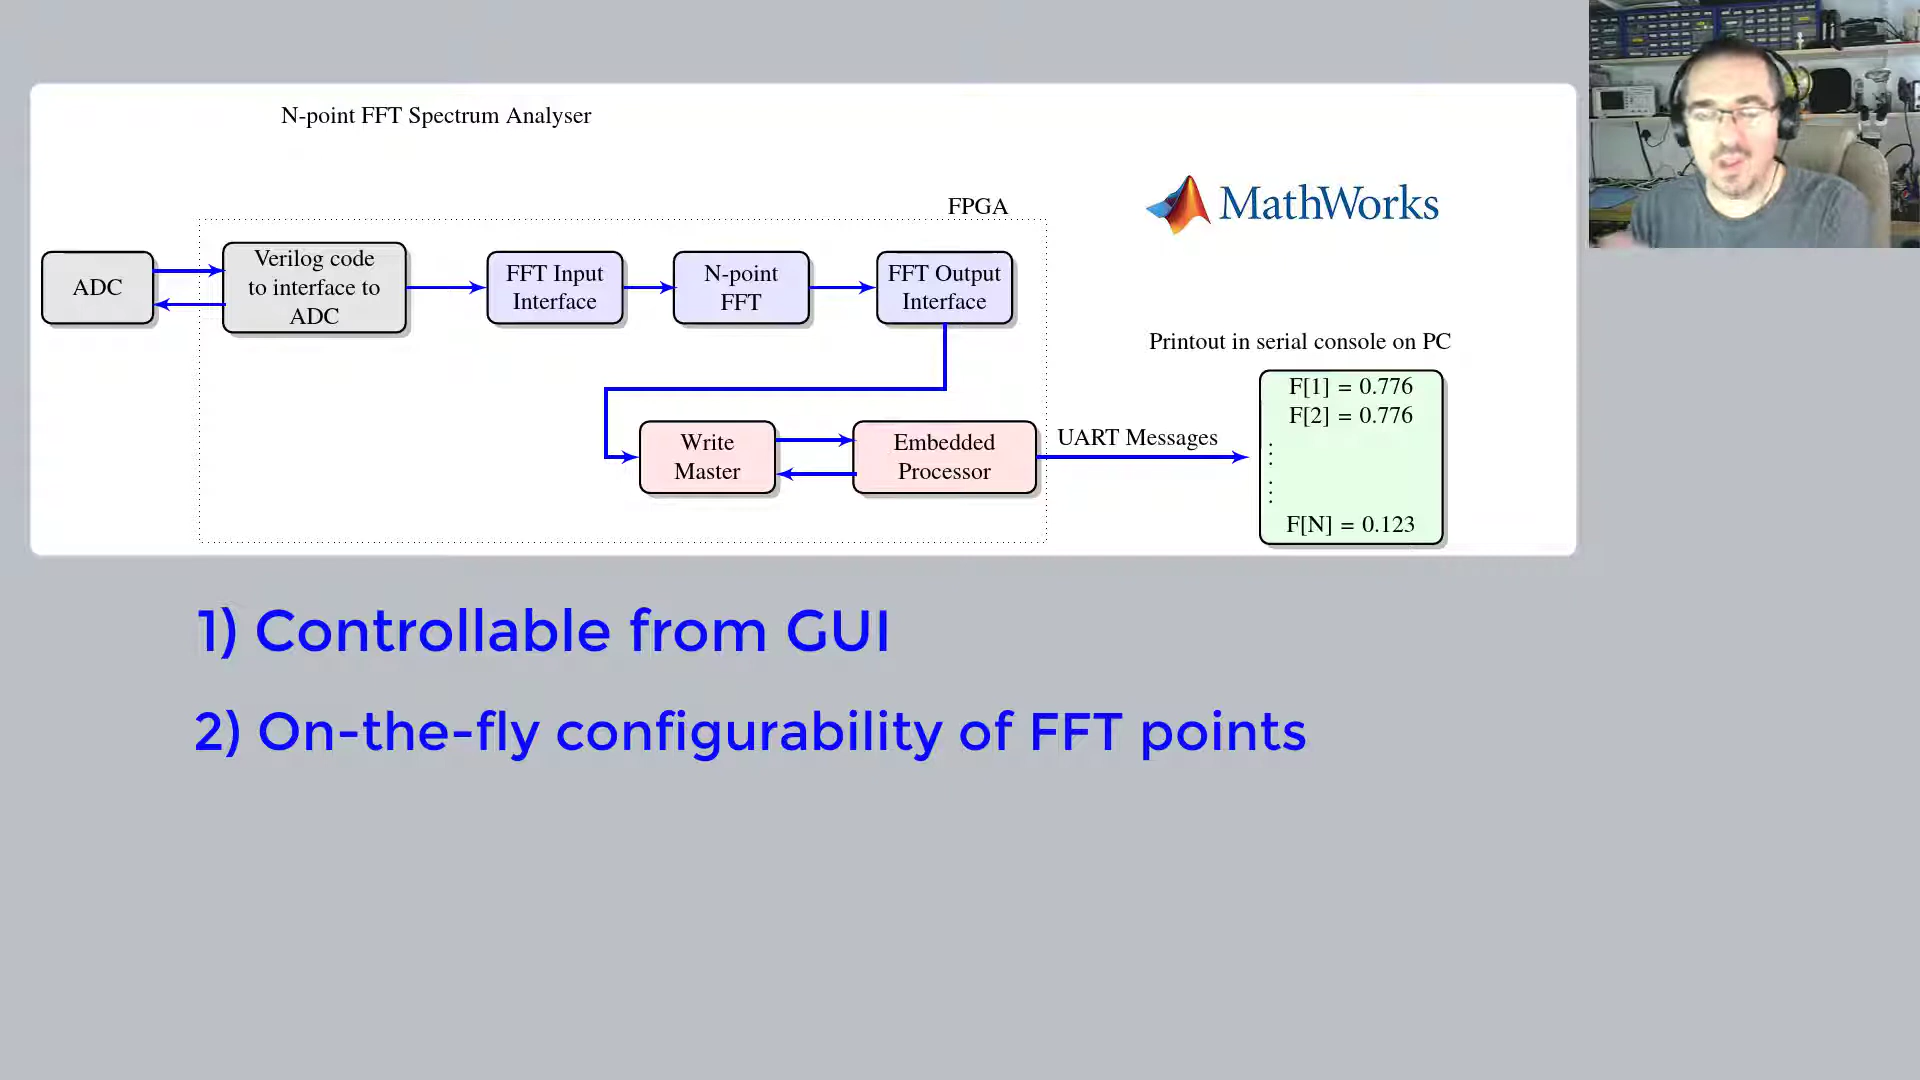 N-point FFT Spectrum Analyser
MathWorks
FPGA
ADC
Verilog code
to interface to
ADC
FFT Input
Interface
N-point
FFT
FFT Output
Interface
Write
Master
Embedded
Processor
UART Messages
Printout in serial console on PC
F[1] = 0.776
F[2] = 0.776
F[N] = 0.123
1) Controllable from GUI
2) On-the-fly configurability of FFT points